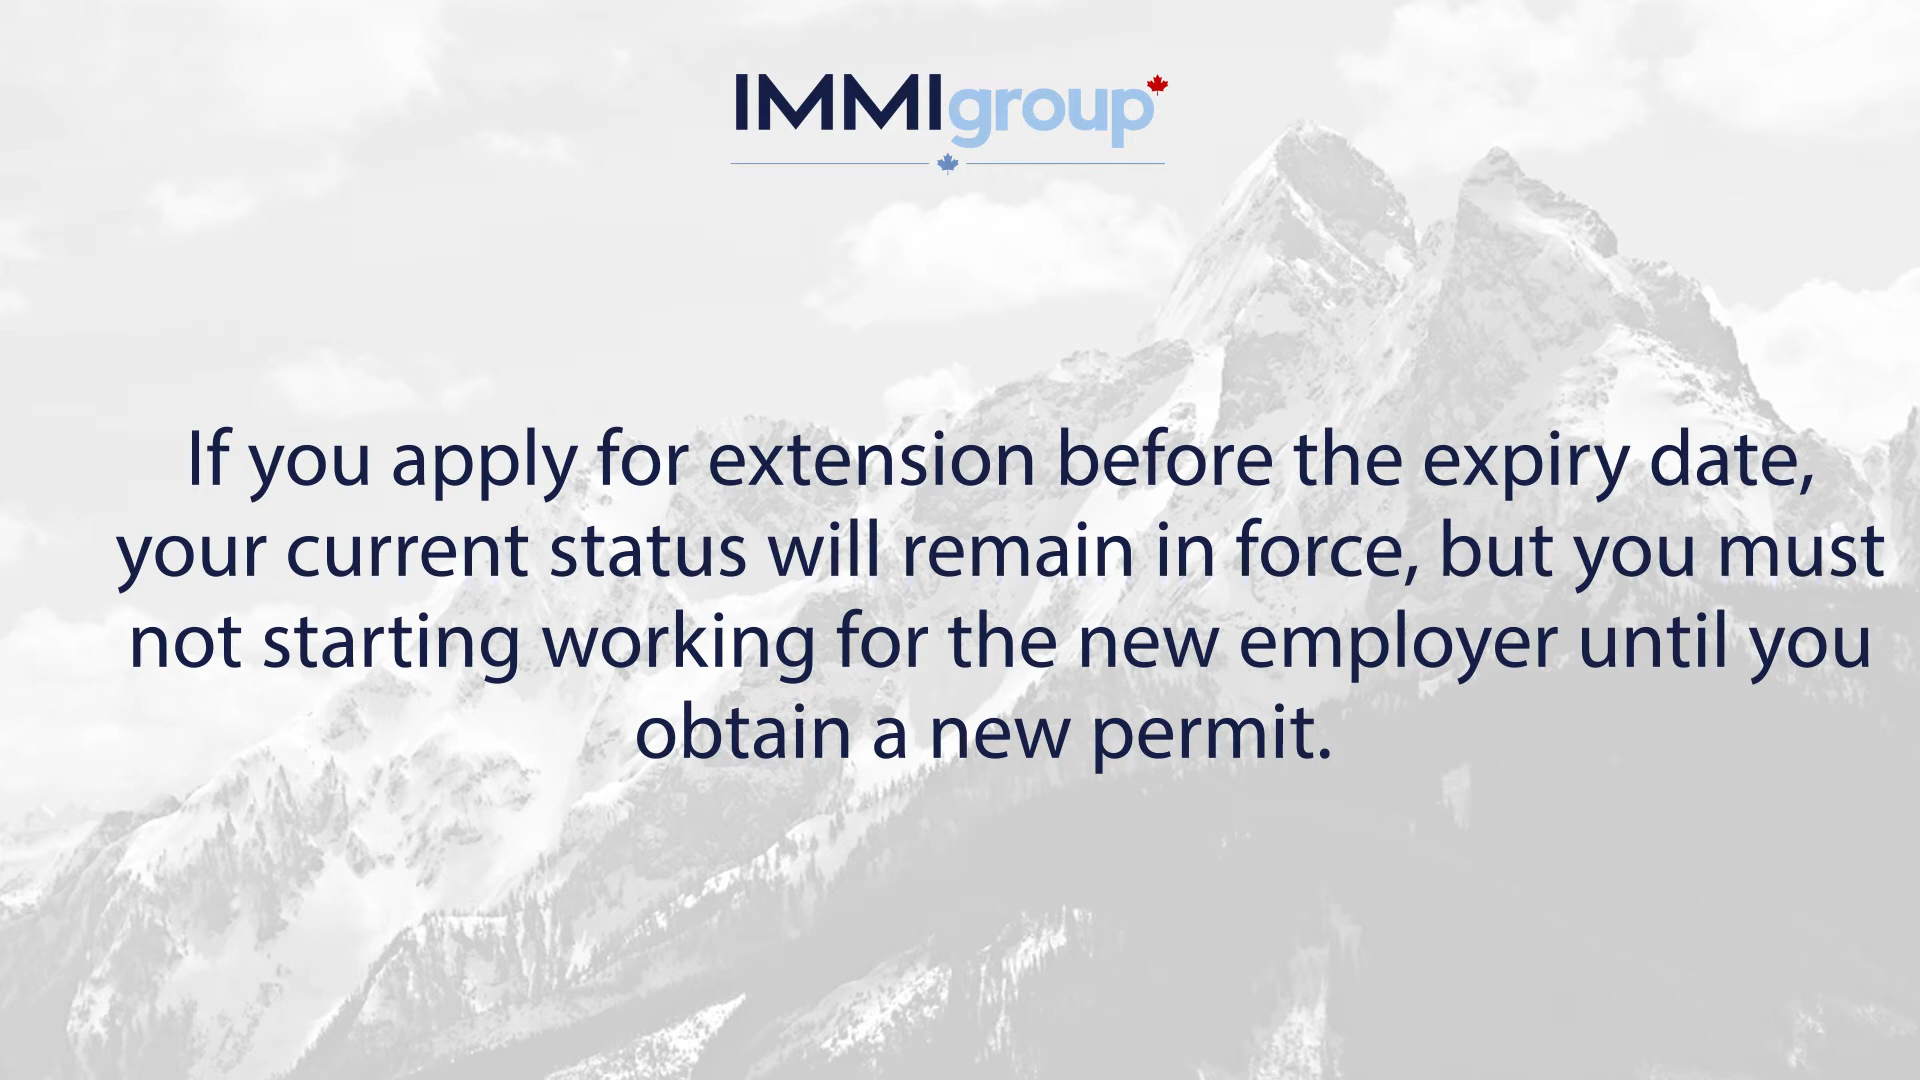 IMMIgroup
If you apply for extension before the expiry date,
your current status will remain in force, but you must
not starting working for the new employer until you
obtain a new permit.